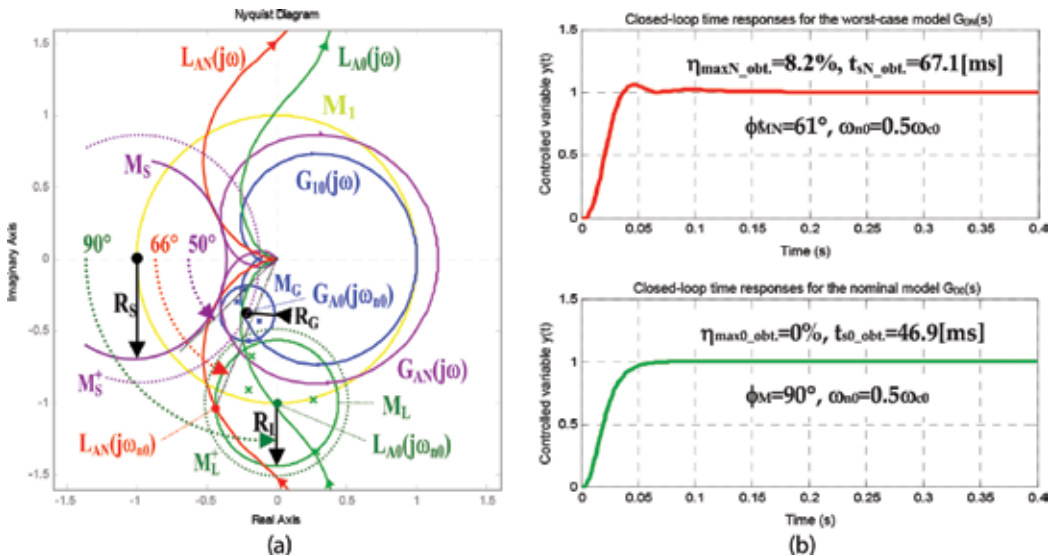 Nyquist Diagram
1.5
1
0.5
0
-0.5
-1
-1.5
-1.5
-1
-0.5
0
0.5
1
1.5
Imaginary Axis
Real Axis
L_AN(jω)
L_A0(jω)
M_1
M_S
G_10(jω)
90°
66°
50°
M_G
G_A0(jω_n0)
R_S
R_G
M_S^+
G_AN(jω)
M_L
R_L
L_AN(jω_n0)
M_L^+
L_A0(jω_n0)
(a)
Closed-loop time responses for the worst-case model G_DN(s)
η_maxN_obt.=8.2%, t_sN_obt.=67.1[ms]
ϕ_MN=61°, ω_n0=0.5ω_c0
Controlled variable y(t)
1.5
1
0.5
0
0
0.05
0.1
0.15
0.2
0.25
0.3
0.35
0.4
Time (s)
Closed-loop time responses for the nominal model G_D0(s)
η_max0_obt.=0%, t_s0_obt.=46.9[ms]
ϕ_M=90°, ω_n0=0.5ω_c0
Controlled variable y(t)
1.5
1
0.5
0
0
0.05
0.1
0.15
0.2
0.25
0.3
0.35
0.4
Time (s)
(b)